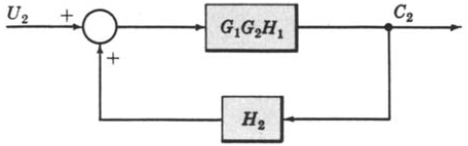 U₂ + G₁G₂H₁ C₂
+
H₂